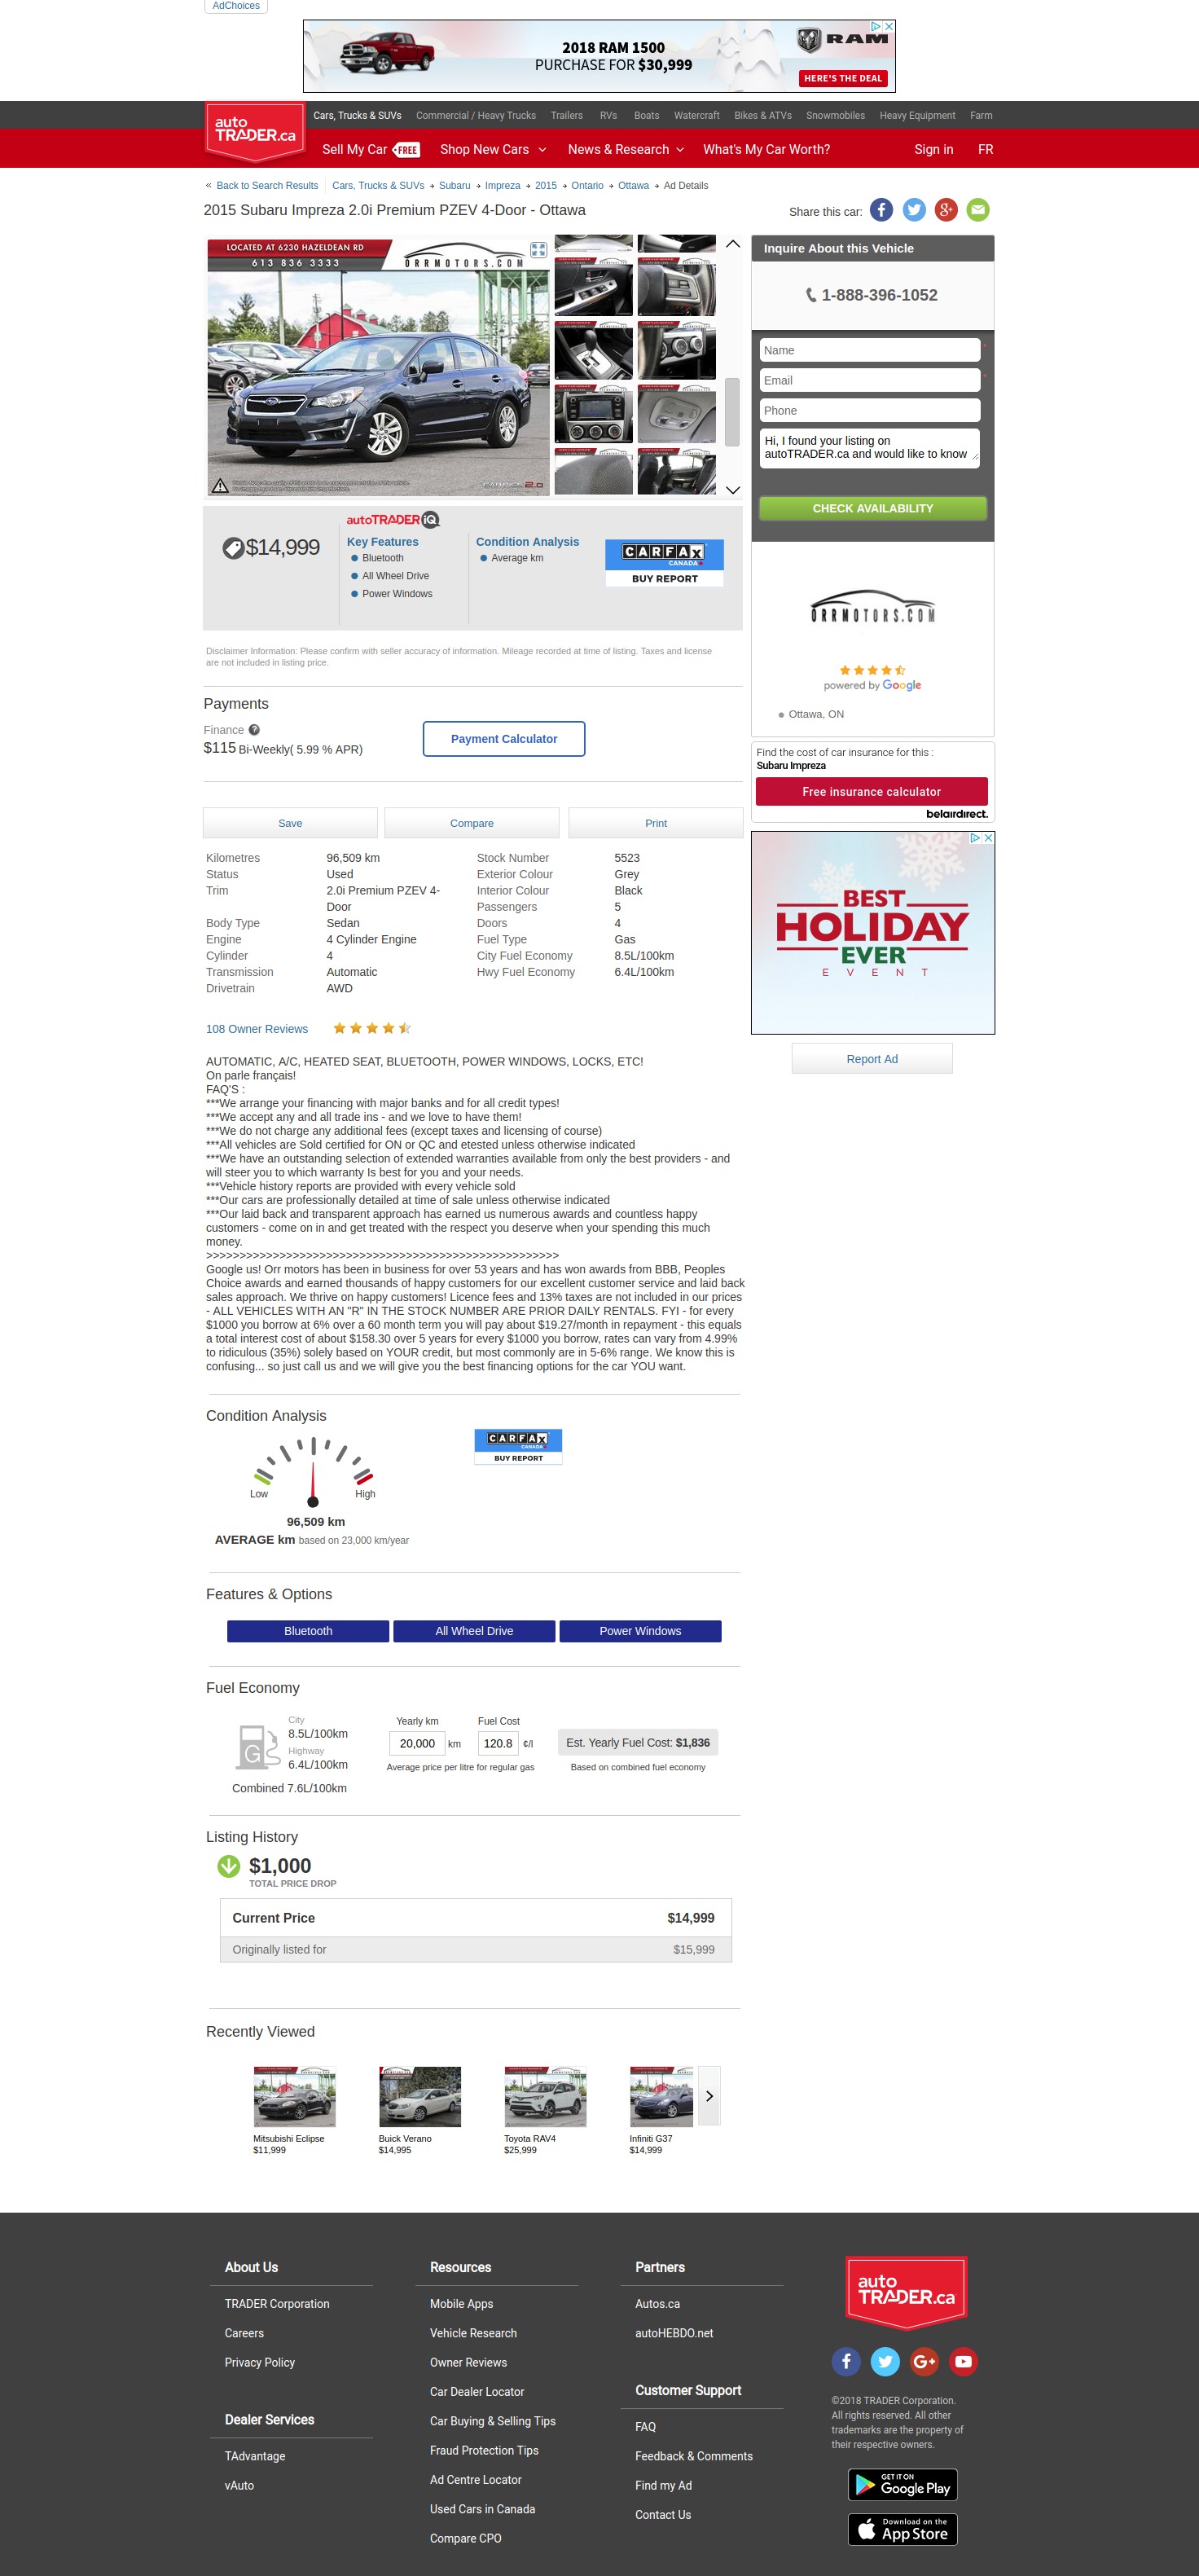 AdChoices
2018 RAM 1500
PURCHASE FOR $30,999
RAM
HERE'S THE DEAL
auto
TRADER.ca
Cars, Trucks & SUVs Commercial / Heavy Trucks Trailers RVs Boats Watercraft Bikes & ATVs Snowmobiles Heavy Equipment Farm
Sell My Car FREE Shop New Cars News & Research What's My Car Worth? Sign in FR
« Back to Search Results Cars, Trucks & SUVs Subaru Impreza 2015 Ontario Ottawa Ad Details
2015 Subaru Impreza 2.0i Premium PZEV 4-Door - Ottawa
Share this car:
LOCATED AT 6230 HAZELDEAN RD
613 836 3333
ORRMOTORS.COM
Inquire About this Vehicle
1-888-396-1052
Name
*
Email
*
Phone
Hi, I found your listing on
autoTRADER.ca and would like to know
CHECK AVAILABILITY
$14,999
autoTRADER iQ
Key Features
Bluetooth
All Wheel Drive
Power Windows
Condition Analysis
Average km
CARFAX
CANADA
BUY REPORT
ORRMOTORS.COM
powered by Google
Ottawa, ON
Disclaimer Information: Please confirm with seller accuracy of information. Mileage recorded at time of listing. Taxes and license
are not included in listing price.
Payments
Finance ?
$115 Bi-Weekly( 5.99 % APR)
Payment Calculator
Find the cost of car insurance for this :
Subaru Impreza
Free insurance calculator
belairdirect.
Save Compare Print
Kilometres 96,509 km Stock Number 5523
Status Used Exterior Colour Grey
Trim 2.0i Premium PZEV 4- Interior Colour Black
Door Passengers 5
Body Type Sedan Doors 4
Engine 4 Cylinder Engine Fuel Type Gas
Cylinder 4 City Fuel Economy 8.5L/100km
Transmission Automatic Hwy Fuel Economy 6.4L/100km
Drivetrain AWD
BEST
HOLIDAY
EVER
EVENT
Report Ad
108 Owner Reviews
AUTOMATIC, A/C, HEATED SEAT, BLUETOOTH, POWER WINDOWS, LOCKS, ETC!
On parle français!
FAQ'S :
***We arrange your financing with major banks and for all credit types!
***We accept any and all trade ins - and we love to have them!
***We do not charge any additional fees (except taxes and licensing of course)
***All vehicles are Sold certified for ON or QC and etested unless otherwise indicated
***We have an outstanding selection of extended warranties available from only the best providers - and
will steer you to which warranty Is best for you and your needs.
***Vehicle history reports are provided with every vehicle sold
***Our cars are professionally detailed at time of sale unless otherwise indicated
***Our laid back and transparent approach has earned us numerous awards and countless happy
customers - come on in and get treated with the respect you deserve when your spending this much
money.
>>>>>>>>>>>>>>>>>>>>>>>>>>>>>>>>>>>>>>>>>>>>>>>>>>>>>
Google us! Orr motors has been in business for over 53 years and has won awards from BBB, Peoples
Choice awards and earned thousands of happy customers for our excellent customer service and laid back
sales approach. We thrive on happy customers! Licence fees and 13% taxes are not included in our prices
- ALL VEHICLES WITH AN "R" IN THE STOCK NUMBER ARE PRIOR DAILY RENTALS. FYI - for every
$1000 you borrow at 6% over a 60 month term you will pay about $19.27/month in repayment - this equals
a total interest cost of about $158.30 over 5 years for every $1000 you borrow, rates can vary from 4.99%
to ridiculous (35%) solely based on YOUR credit, but most commonly are in 5-6% range. We know this is
confusing... so just call us and we will give you the best financing options for the car YOU want.
Condition Analysis
Low High
96,509 km
AVERAGE km based on 23,000 km/year
CARFAX
CANADA
BUY REPORT
Features & Options
Bluetooth All Wheel Drive Power Windows
Fuel Economy
G
City
8.5L/100km
Highway
6.4L/100km
Combined 7.6L/100km
Yearly km Fuel Cost
20,000 km 120.8 ¢/l
Average price per litre for regular gas
Est. Yearly Fuel Cost: $1,836
Based on combined fuel economy
Listing History
$1,000
TOTAL PRICE DROP
Current Price $14,999
Originally listed for $15,999
Recently Viewed
Mitsubishi Eclipse
$11,999
Buick Verano
$14,995
Toyota RAV4
$25,999
Infiniti G37
$14,999
About Us
TRADER Corporation
Careers
Privacy Policy
Dealer Services
TAdvantage
vAuto
Resources
Mobile Apps
Vehicle Research
Owner Reviews
Car Dealer Locator
Car Buying & Selling Tips
Fraud Protection Tips
Ad Centre Locator
Used Cars in Canada
Compare CPO
Partners
Autos.ca
autoHEBDO.net
Customer Support
FAQ
Feedback & Comments
Find my Ad
Contact Us
auto
TRADER.ca
©2018 TRADER Corporation.
All rights reserved. All other
trademarks are the property of
their respective owners.
GET IT ON
Google Play
Download on the
App Store